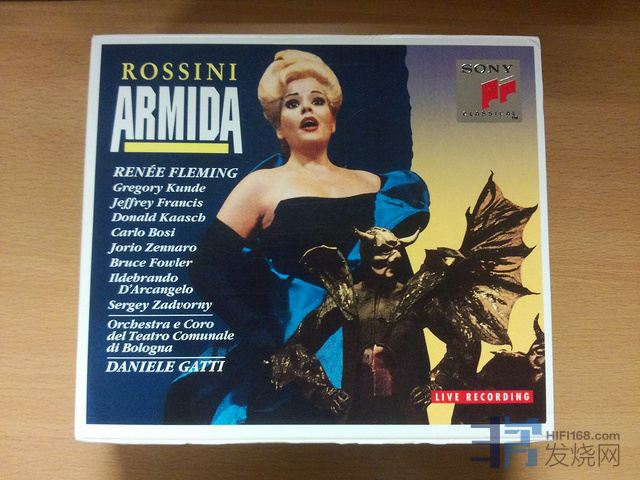 ROSSINI
ARMIDA
RENÉE FLEMING
Gregory Kunde
Jeffrey Francis
Donald Kaasch
Carlo Bosi
Jorio Zennaro
Bruce Fowler
Ildebrando
D'Arcangelo
Sergey Zadvorny
Orchestra e Coro
del Teatro Comunale
di Bologna
DANIELE GATTI
SONY
CLASSICAL
TM
LIVE RECORDING
HIFI168.com
发烧网